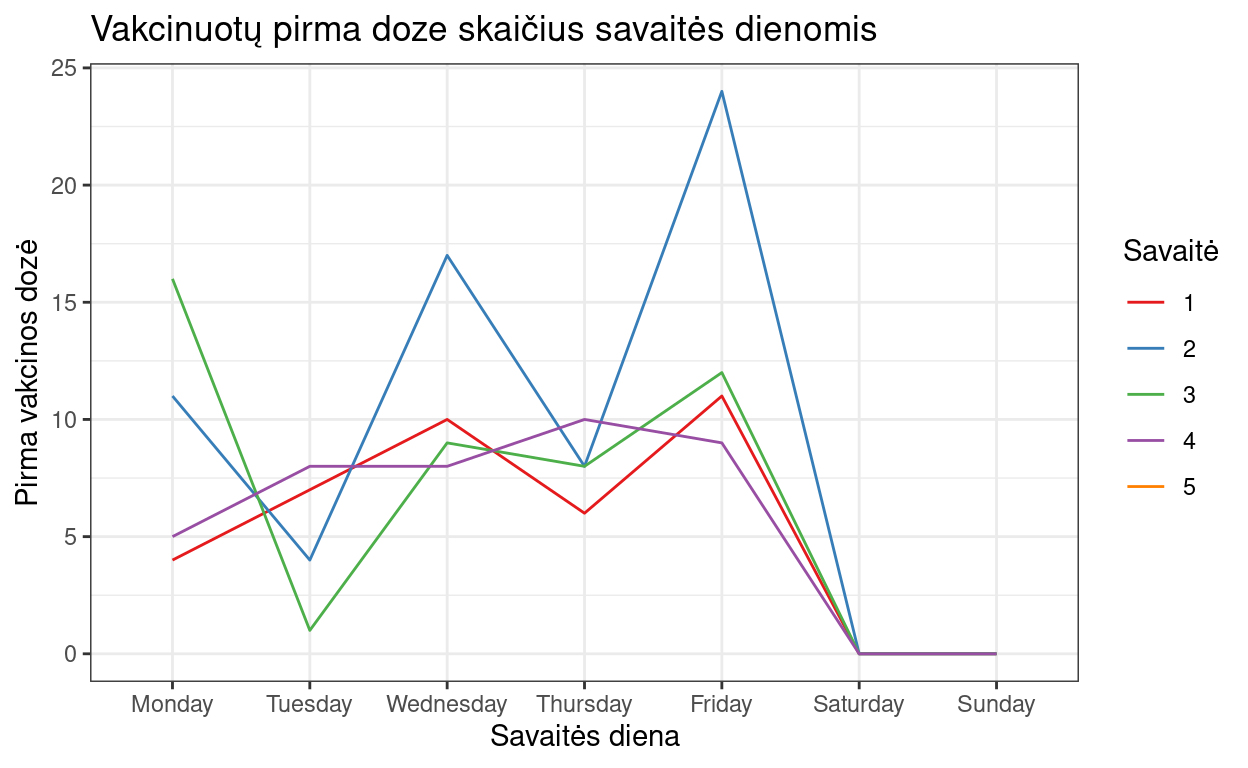 Vakcinuotų pirma doze skaičius savaitės dienomis
Pirma vakcinos dozė
25
20
15
10
5
0
Monday Tuesday Wednesday Thursday Friday Saturday Sunday
Savaitės diena
Savaitė
1
2
3
4
5